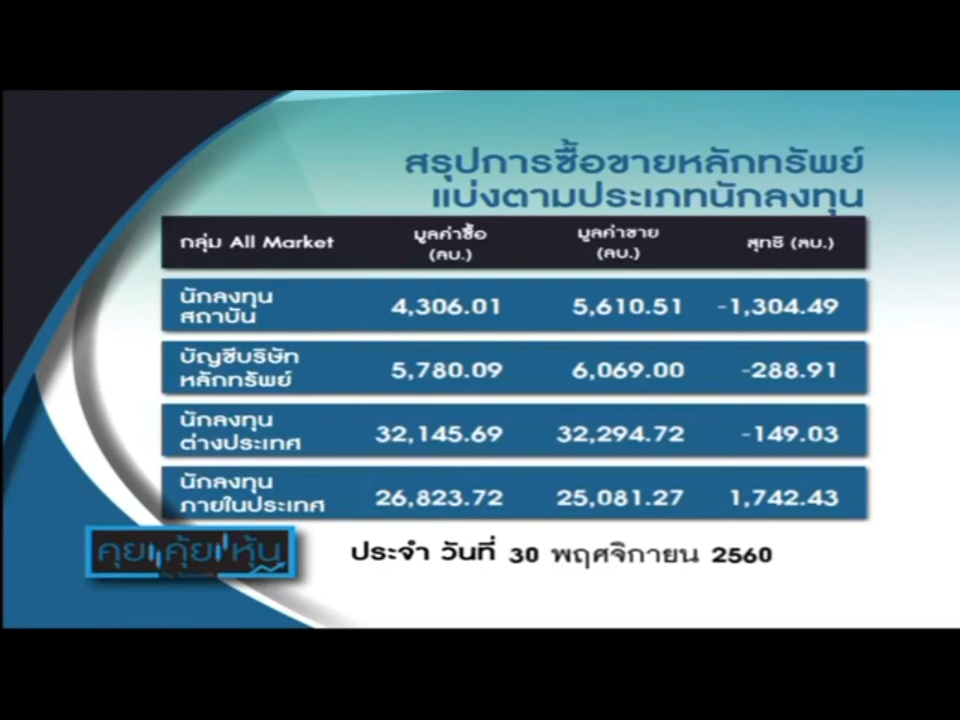 สรุปการซื้อขายหลักทรัพย์
แบ่งตามประเภทนักลงทุน
กลุ่ม All Market มูลค่าซื้อ (ลบ.) มูลค่าขาย (ลบ.) สุทธิ (ลบ.)
นักลงทุน
สถาบัน 4,306.01 5,610.51 -1,304.49
บัญชีบริษัท
หลักทรัพย์ 5,780.09 6,069.00 -288.91
นักลงทุน
ต่างประเทศ 32,145.69 32,294.72 -149.03
นักลงทุน
ภายในประเทศ 26,823.72 25,081.27 1,742.43
คุยคุ้ยหุ้น
ประจำ วันที่ 30 พฤศจิกายน 2560